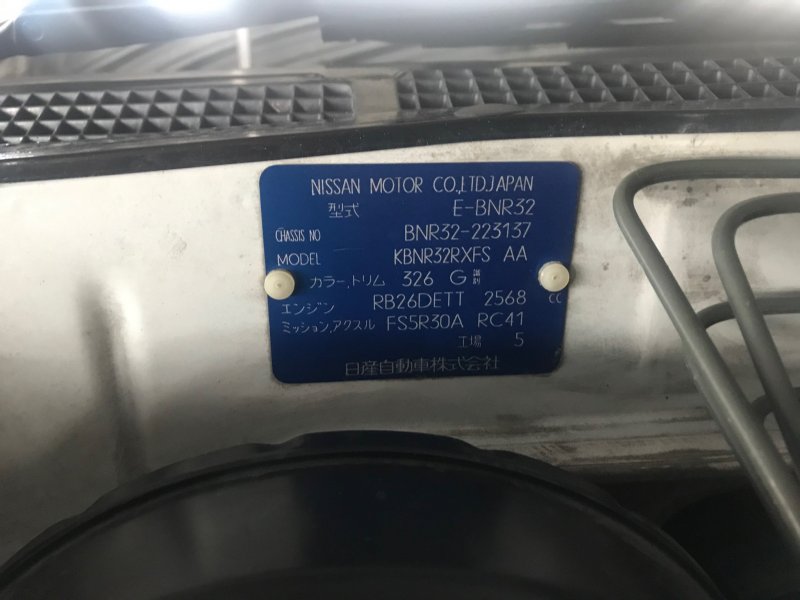 NISSAN MOTOR CO.,LTD.JAPAN
型式 E-BNR32
CHASSIS NO BNR32-223137
MODEL KBNR32RXFS AA
カラー,トリム 326 G
エンジン RB26DETT 2568 CC
ミッション,アクスル FS5R30A RC41
工場 5
日産自動車株式会社